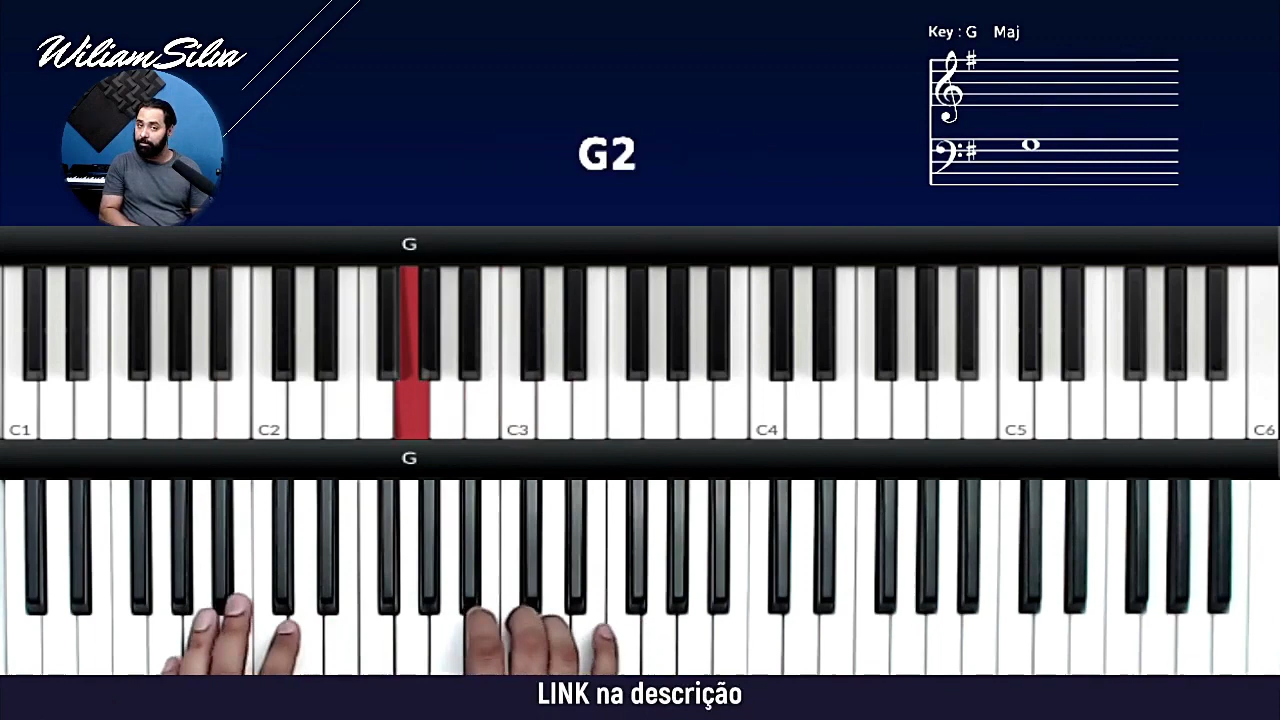 WiliamSilva
Key : G Maj
G2
G
C1 C2 C3 C4 C5 C6
G
LINK na descrição